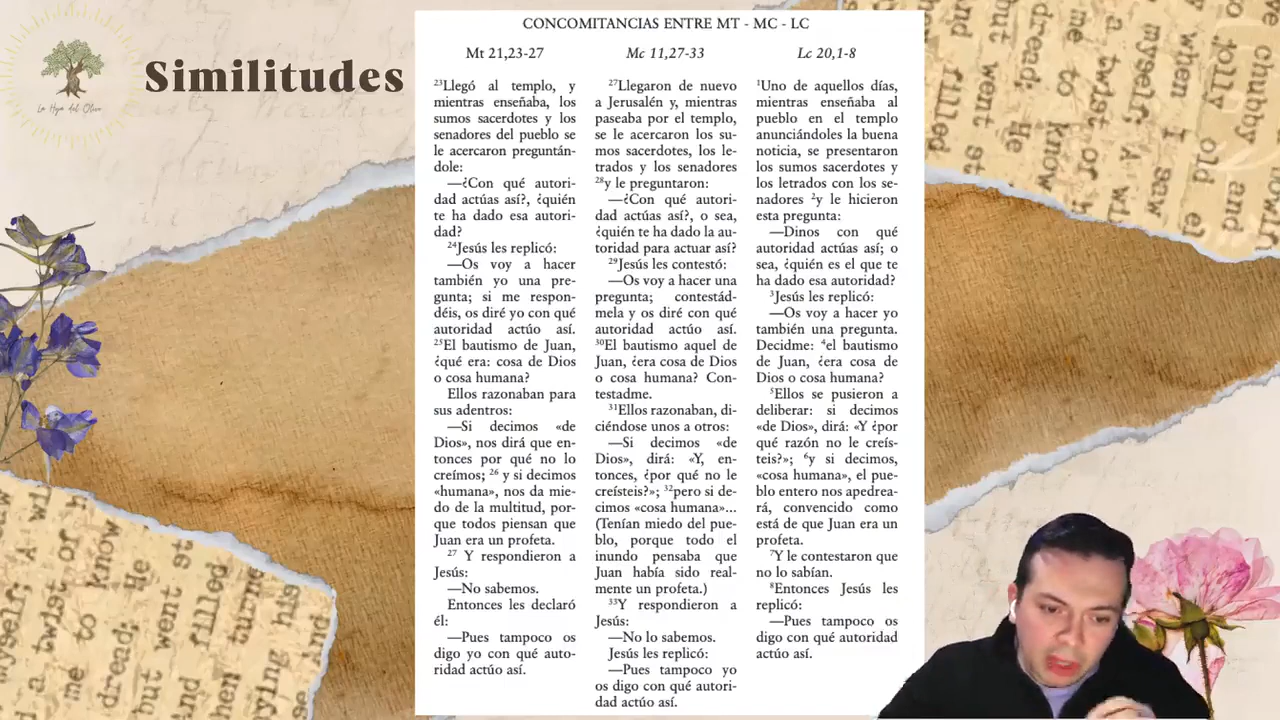 La Hija del Olivo
Similitudes
CONCOMITANCIAS ENTRE MT - MC - LC
Mt 21,23-27
²³Llegó al templo, y
mientras enseñaba, los
sumos sacerdotes y los
senadores del pueblo se
le acercaron preguntán-
dole:
—¿Con qué autori-
dad actúas así?, ¿quién
te ha dado esa autori-
dad?
²⁴Jesús les replicó:
—Os voy a hacer
también yo una pre-
gunta; si me respon-
déis, os diré yo con qué
autoridad actúo así.
²⁵El bautismo de Juan,
¿qué era: cosa de Dios
o cosa humana?
Ellos razonaban para
sus adentros:
—Si decimos «de
Dios», nos dirá que en-
tonces por qué no lo
creímos; ²⁶ y si decimos
«humana», nos da mie-
do de la multitud, por-
que todos piensan que
Juan era un profeta.
²⁷ Y respondieron a
Jesús:
—No sabemos.
Entonces les declaró
él:
—Pues tampoco os
digo yo con qué auto-
ridad actúo así.
Mc 11,27-33
²⁷Llegaron de nuevo
a Jerusalén y, mientras
paseaba por el templo,
se le acercaron los su-
mos sacerdotes, los le-
trados y los senadores
²⁸y le preguntaron:
—¿Con qué autori-
dad actúas así?, o sea,
¿quién te ha dado la au-
toridad para actuar así?
²⁹Jesús les contestó:
—Os voy a hacer una
pregunta; contestád-
mela y os diré con qué
autoridad actúo así.
³⁰El bautismo aquel de
Juan, ¿era cosa de Dios
o cosa humana? Con-
testadme.
³¹Ellos razonaban, di-
ciéndose unos a otros:
—Si decimos «de
Dios», dirá: «Y, en-
tonces, ¿por qué no le
creísteis?»; ³²pero si de-
cimos «cosa humana»...
(Tenían miedo del pue-
blo, porque todo el
inundo pensaba que
Juan había sido real-
mente un profeta.)
³³Y respondieron a
Jesús:
—No lo sabemos.
Jesús les replicó:
—Pues tampoco yo
os digo con qué autori-
dad actúo así.
Lc 20,1-8
¹Uno de aquellos días,
mientras enseñaba al
pueblo en el templo
anunciándoles la buena
noticia, se presentaron
los sumos sacerdotes y
los letrados con los se-
nadores ²y le hicieron
esta pregunta:
—Dinos con qué
autoridad actúas así; o
sea, ¿quién es el que te
ha dado esa autoridad?
³Jesús les replicó:
—Os voy a hacer yo
también una pregunta.
Decidme: ⁴el bautismo
de Juan, ¿era cosa de
Dios o cosa humana?
⁵Ellos se pusieron a
deliberar: si decimos
«de Dios», dirá: «Y ¿por
qué razón no le creís-
teis?»; ⁶y si decimos,
«cosa humana», el pue-
blo entero nos apedrea-
rá, convencido como
está de que Juan era un
profeta.
⁷Y le contestaron que
no lo sabían.
⁸Entonces Jesús les
replicó:
—Pues tampoco os
digo con qué autoridad
actúo así.